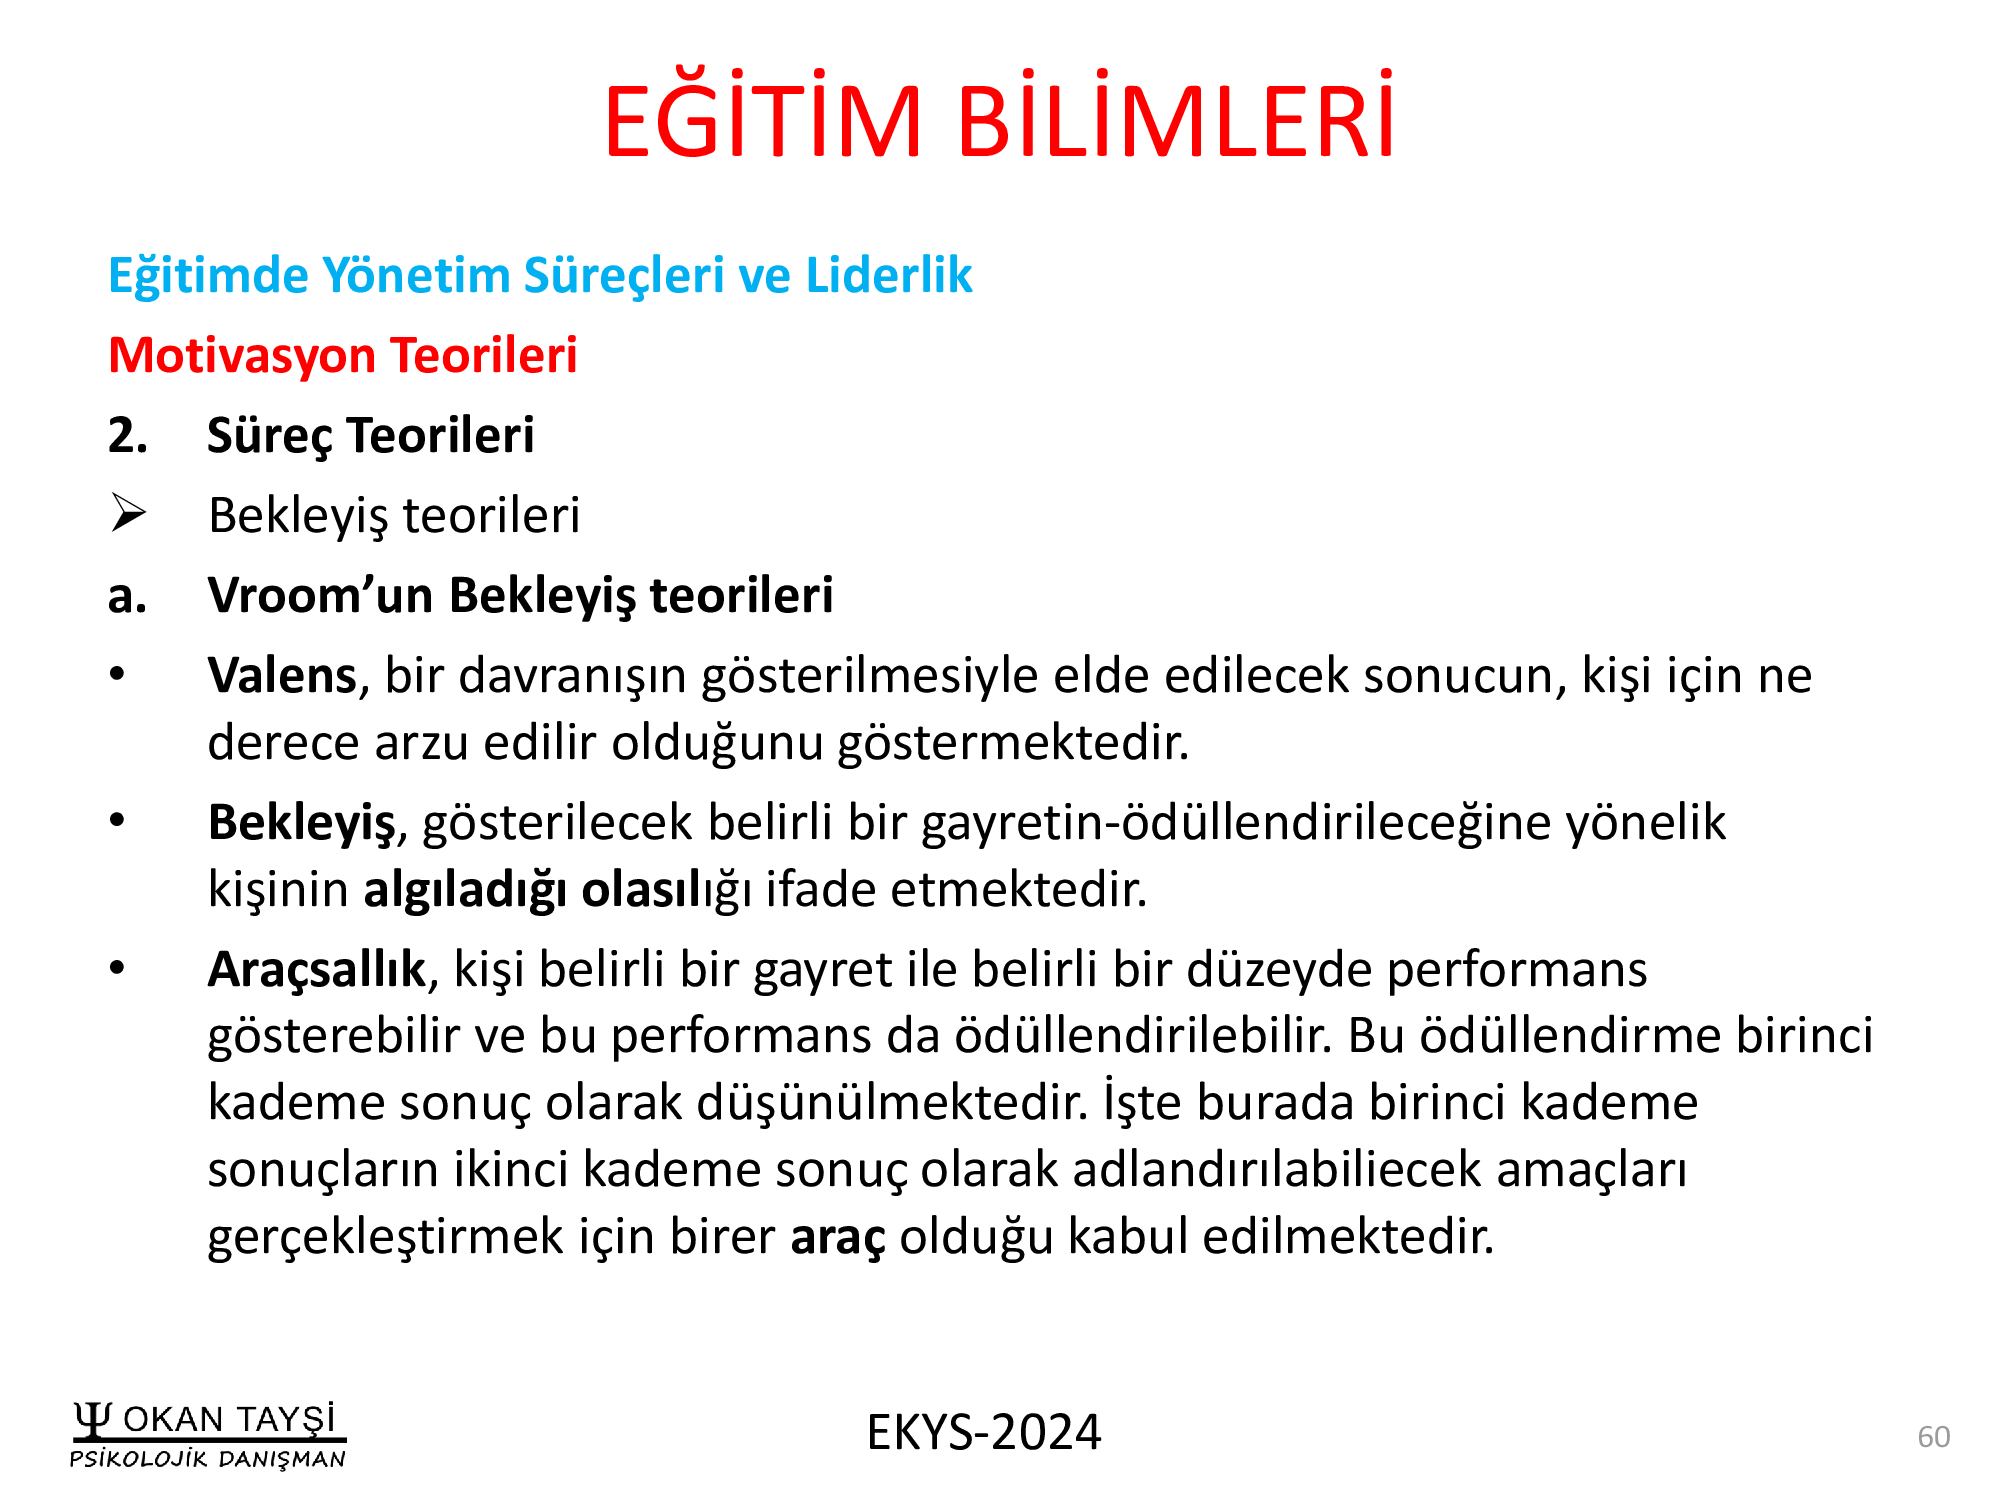 EĞİTİM BİLİMLERİ
Eğitimde Yönetim Süreçleri ve Liderlik
Motivasyon Teorileri
2. Süreç Teorileri
➢ Bekleyiş teorileri
a. Vroom’un Bekleyiş teorileri
• Valens, bir davranışın gösterilmesiyle elde edilecek sonucun, kişi için ne
derece arzu edilir olduğunu göstermektedir.
• Bekleyiş, gösterilecek belirli bir gayretin-ödüllendirileceğine yönelik
kişinin algıladığı olasılığı ifade etmektedir.
• Araçsallık, kişi belirli bir gayret ile belirli bir düzeyde performans
gösterebilir ve bu performans da ödüllendirilebilir. Bu ödüllendirme birinci
kademe sonuç olarak düşünülmektedir. İşte burada birinci kademe
sonuçların ikinci kademe sonuç olarak adlandırılabiliecek amaçları
gerçekleştirmek için birer araç olduğu kabul edilmektedir.
Ψ OKAN TAYŞİ
PSİKOLOJİK DANIŞMAN
EKYS-2024
60